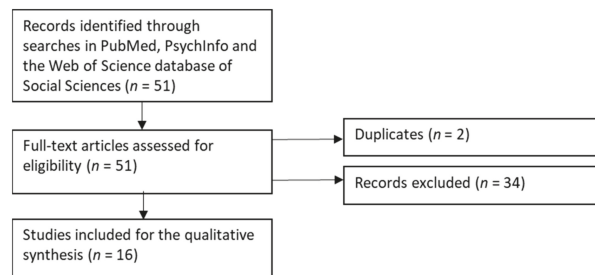 Records identified through
searches in PubMed, PsychInfo and
the Web of Science database of
Social Sciences (n = 51)
Full-text articles assessed for
eligibility (n = 51)
Duplicates (n = 2)
Records excluded (n = 34)
Studies included for the qualitative
synthesis (n = 16)